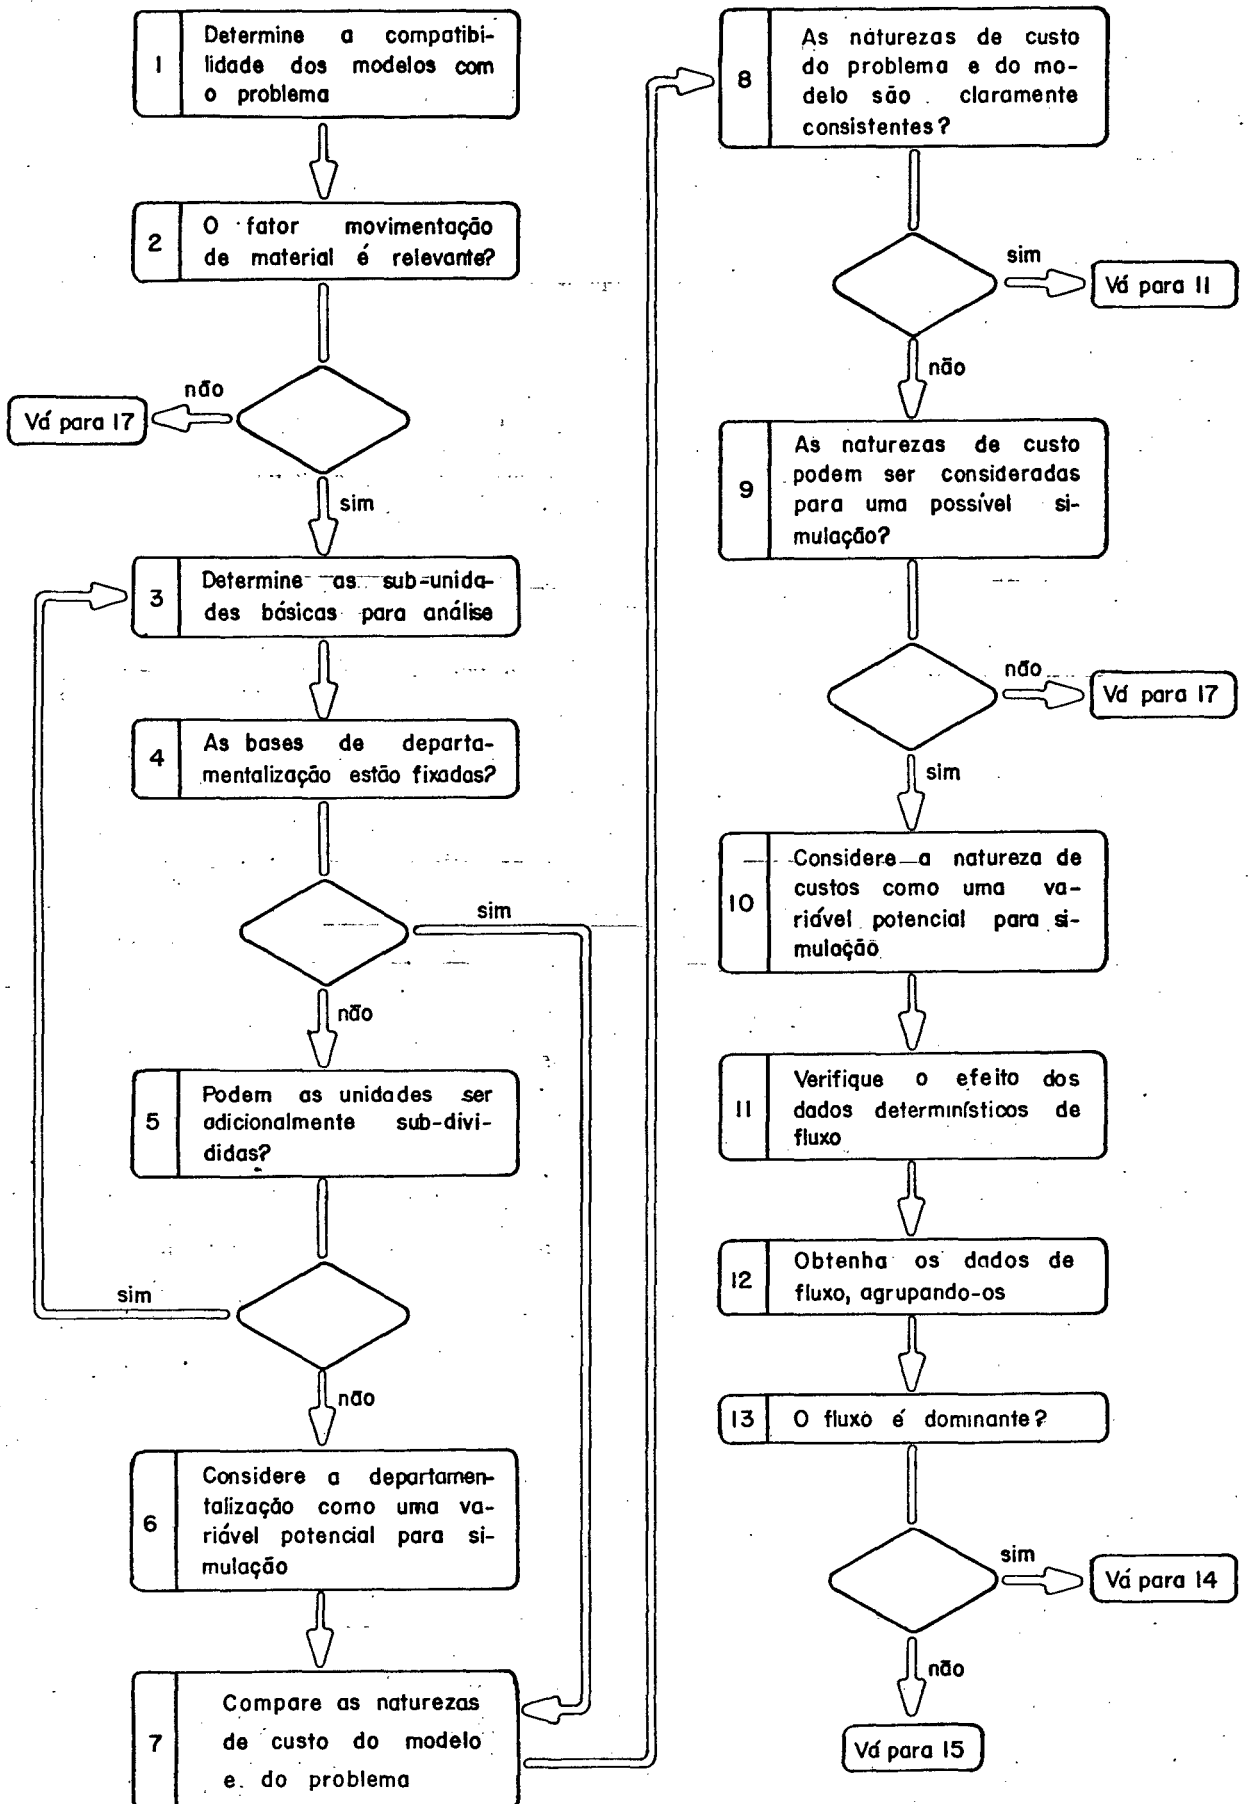 1
Determine a compatibi-
lidade dos modelos com
o problema
2
O fator movimentação
de material é relevante?
não
Vá para 17
sim
3
Determine as sub-unida-
des básicas para análise
4
As bases de departa-
mentalização estão fixadas?
sim
não
5
Podem as unidades ser
adicionalmente sub-divi-
didas?
sim
não
6
Considere a departamen-
talização como uma va-
riável potencial para si-
mulação
7
Compare as naturezas
de custo do modelo
e do problema
8
As naturezas de custo
do problema e do mo-
delo são claramente
consistentes?
sim
Vá para 11
não
9
As naturezas de custo
podem ser consideradas
para uma possível si-
mulação?
não
Vá para 17
sim
10
Considere a natureza de
custos como uma va-
riável potencial para si-
mulação
11
Verifique o efeito dos
dados determinísticos de
fluxo
12
Obtenha os dados de
fluxo, agrupando-os
13
O fluxo é dominante?
sim
Vá para 14
não
Vá para 15